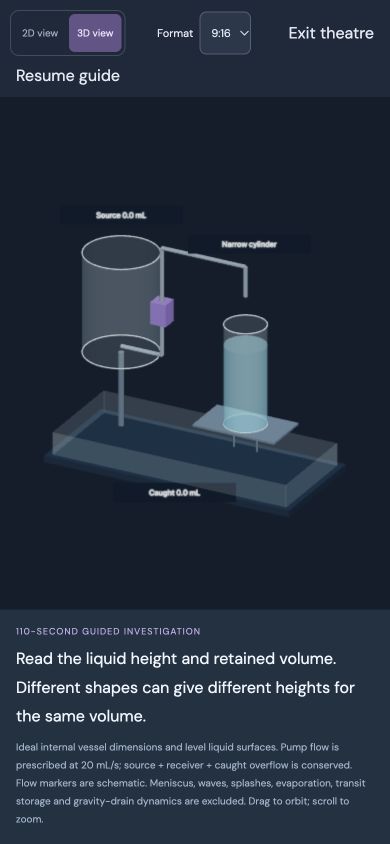 2D view 3D view Format 9:16 Exit theatre
Resume guide
Source 0.0 mL
Narrow cylinder
Caught 0.0 mL
110-SECOND GUIDED INVESTIGATION
Read the liquid height and retained volume.
Different shapes can give different heights for
the same volume.
Ideal internal vessel dimensions and level liquid surfaces. Pump flow is
prescribed at 20 mL/s; source + receiver + caught overflow is conserved.
Flow markers are schematic. Meniscus, waves, splashes, evaporation, transit
storage and gravity-drain dynamics are excluded. Drag to orbit; scroll to
zoom.